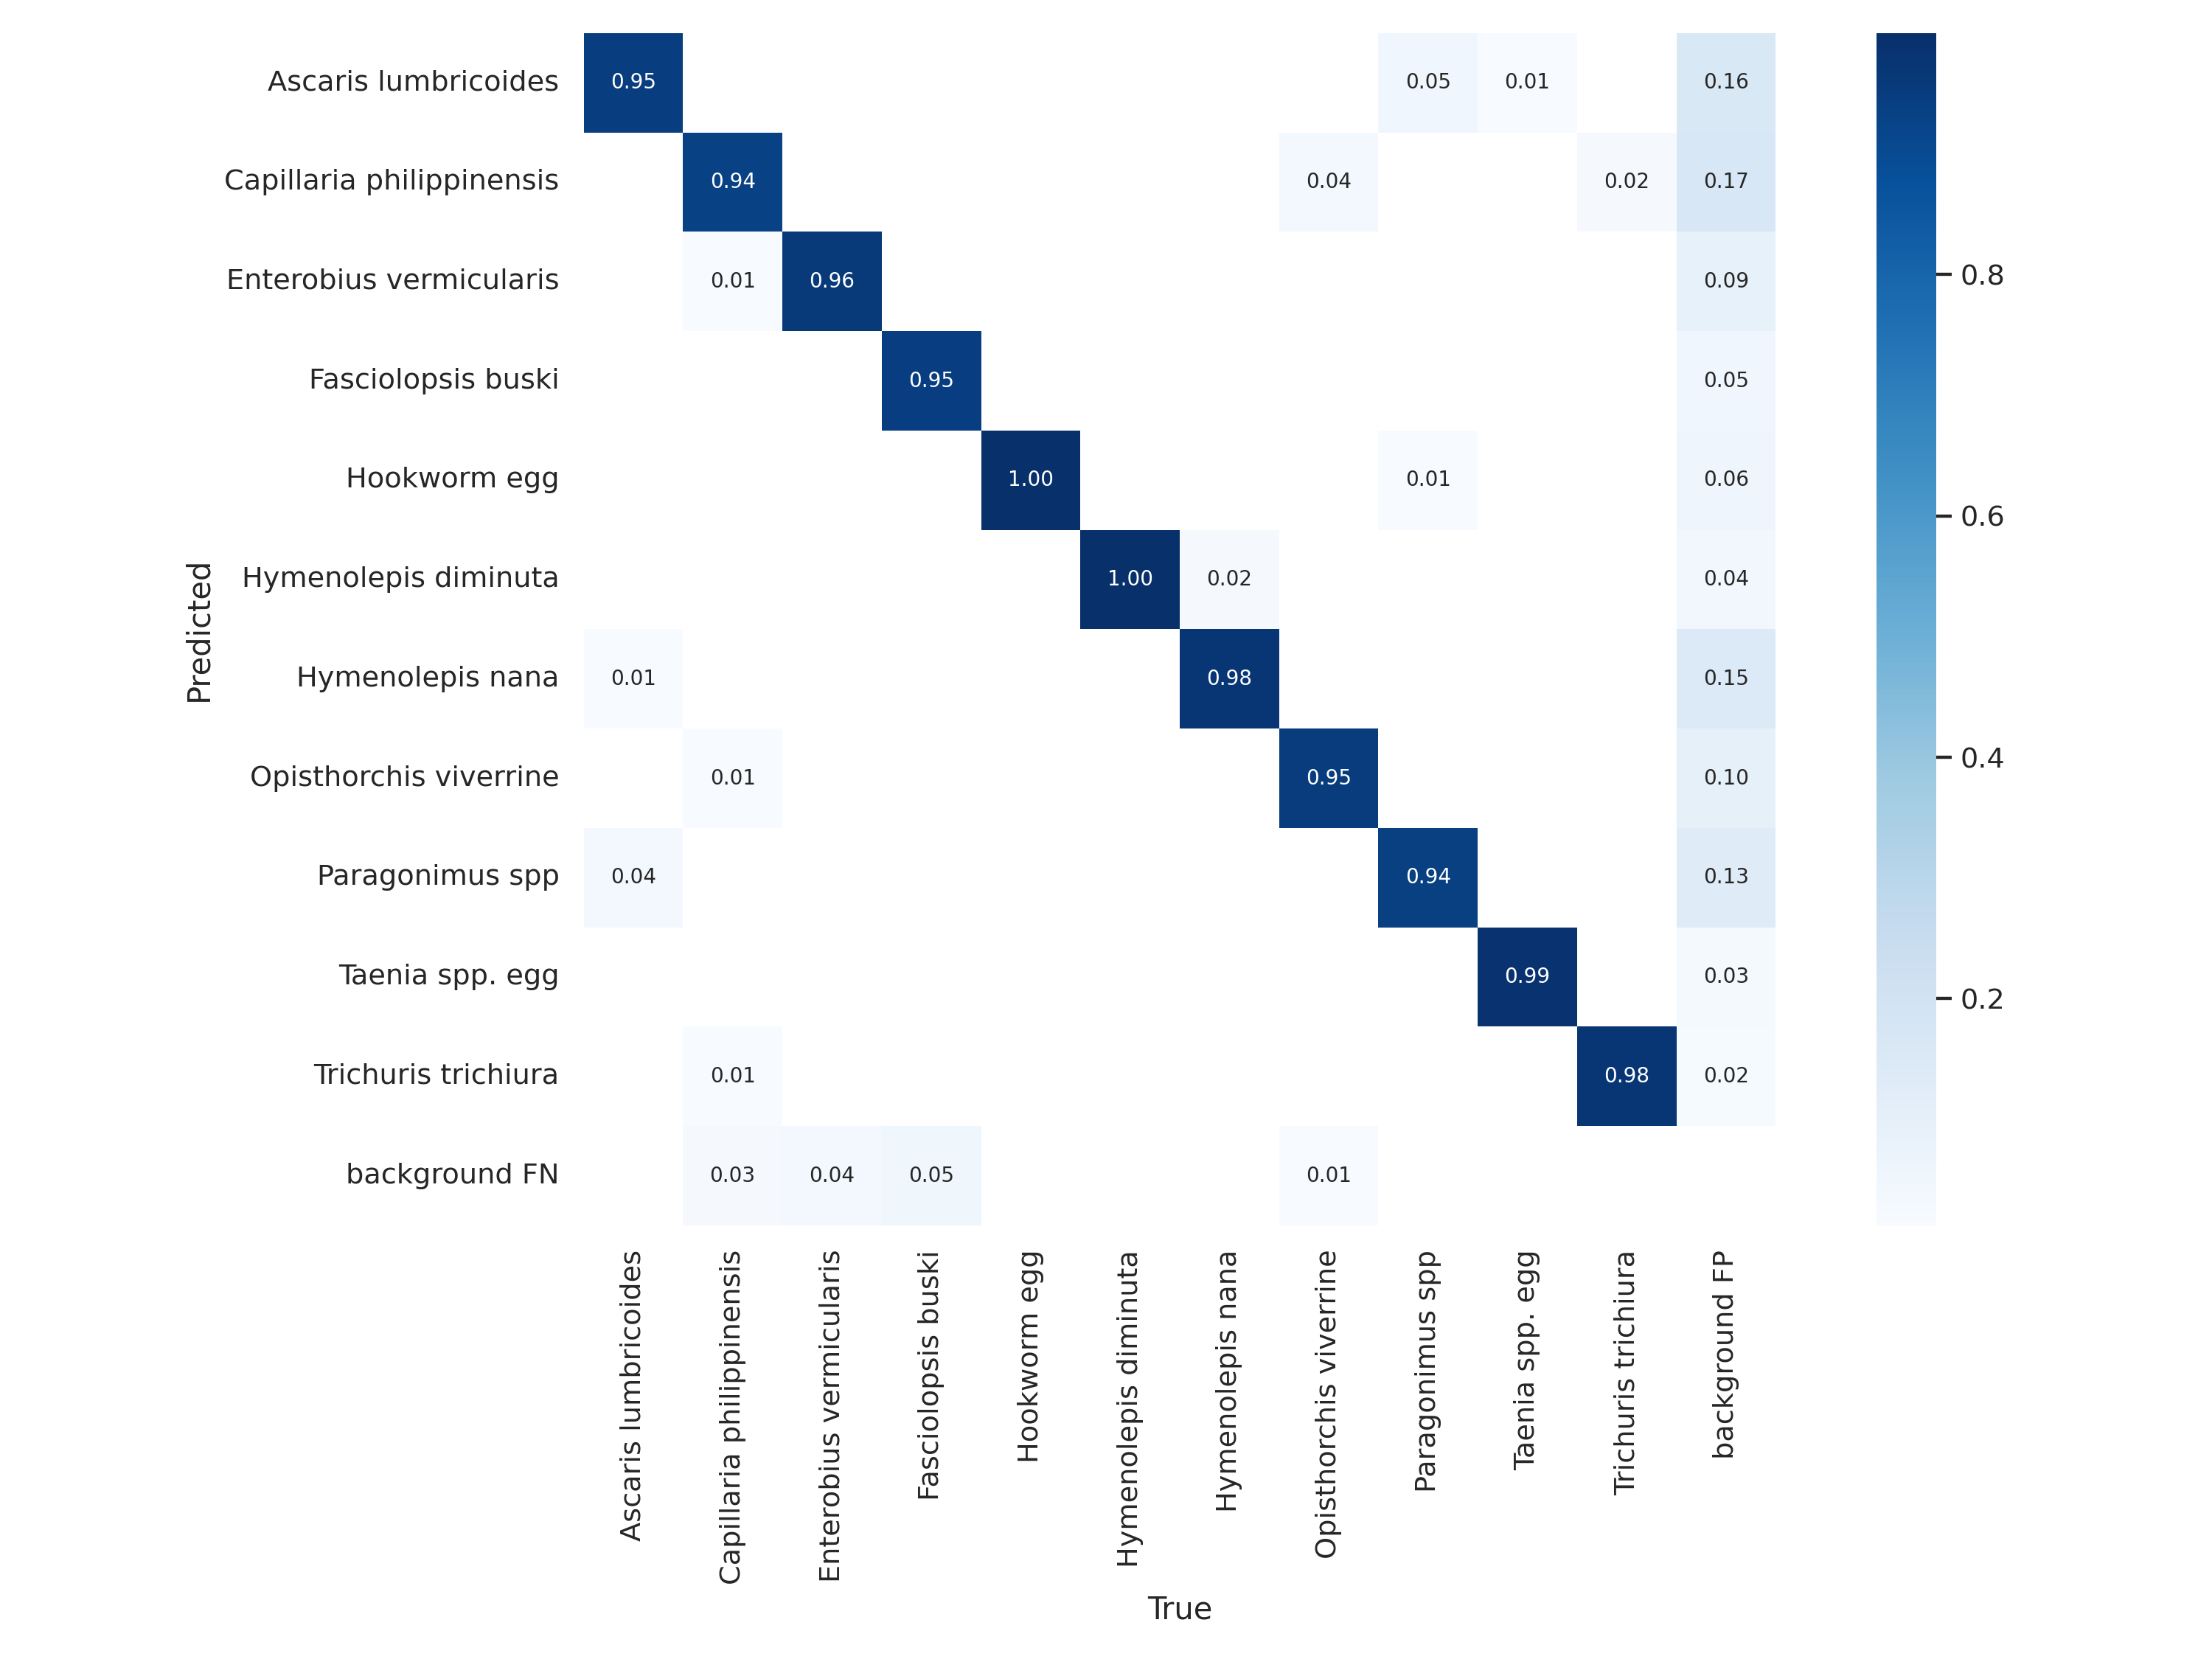 Ascaris lumbricoides 0.95 0.05 0.01 0.16
Capillaria philippinensis 0.94 0.04 0.02 0.17
Enterobius vermicularis 0.01 0.96 0.09
Fasciolopsis buski 0.95 0.05
Hookworm egg 1.00 0.01 0.06
Hymenolepis diminuta 1.00 0.02 0.04
Hymenolepis nana 0.01 0.98 0.15
Opisthorchis viverrine 0.01 0.95 0.10
Paragonimus spp 0.04 0.94 0.13
Taenia spp. egg 0.99 0.03
Trichuris trichiura 0.01 0.98 0.02
background FN 0.03 0.04 0.05 0.01
Predicted
Ascaris lumbricoides
Capillaria philippinensis
Enterobius vermicularis
Fasciolopsis buski
Hookworm egg
Hymenolepis diminuta
Hymenolepis nana
Opisthorchis viverrine
Paragonimus spp
Taenia spp. egg
Trichuris trichiura
background FP
True
0.8
0.6
0.4
0.2